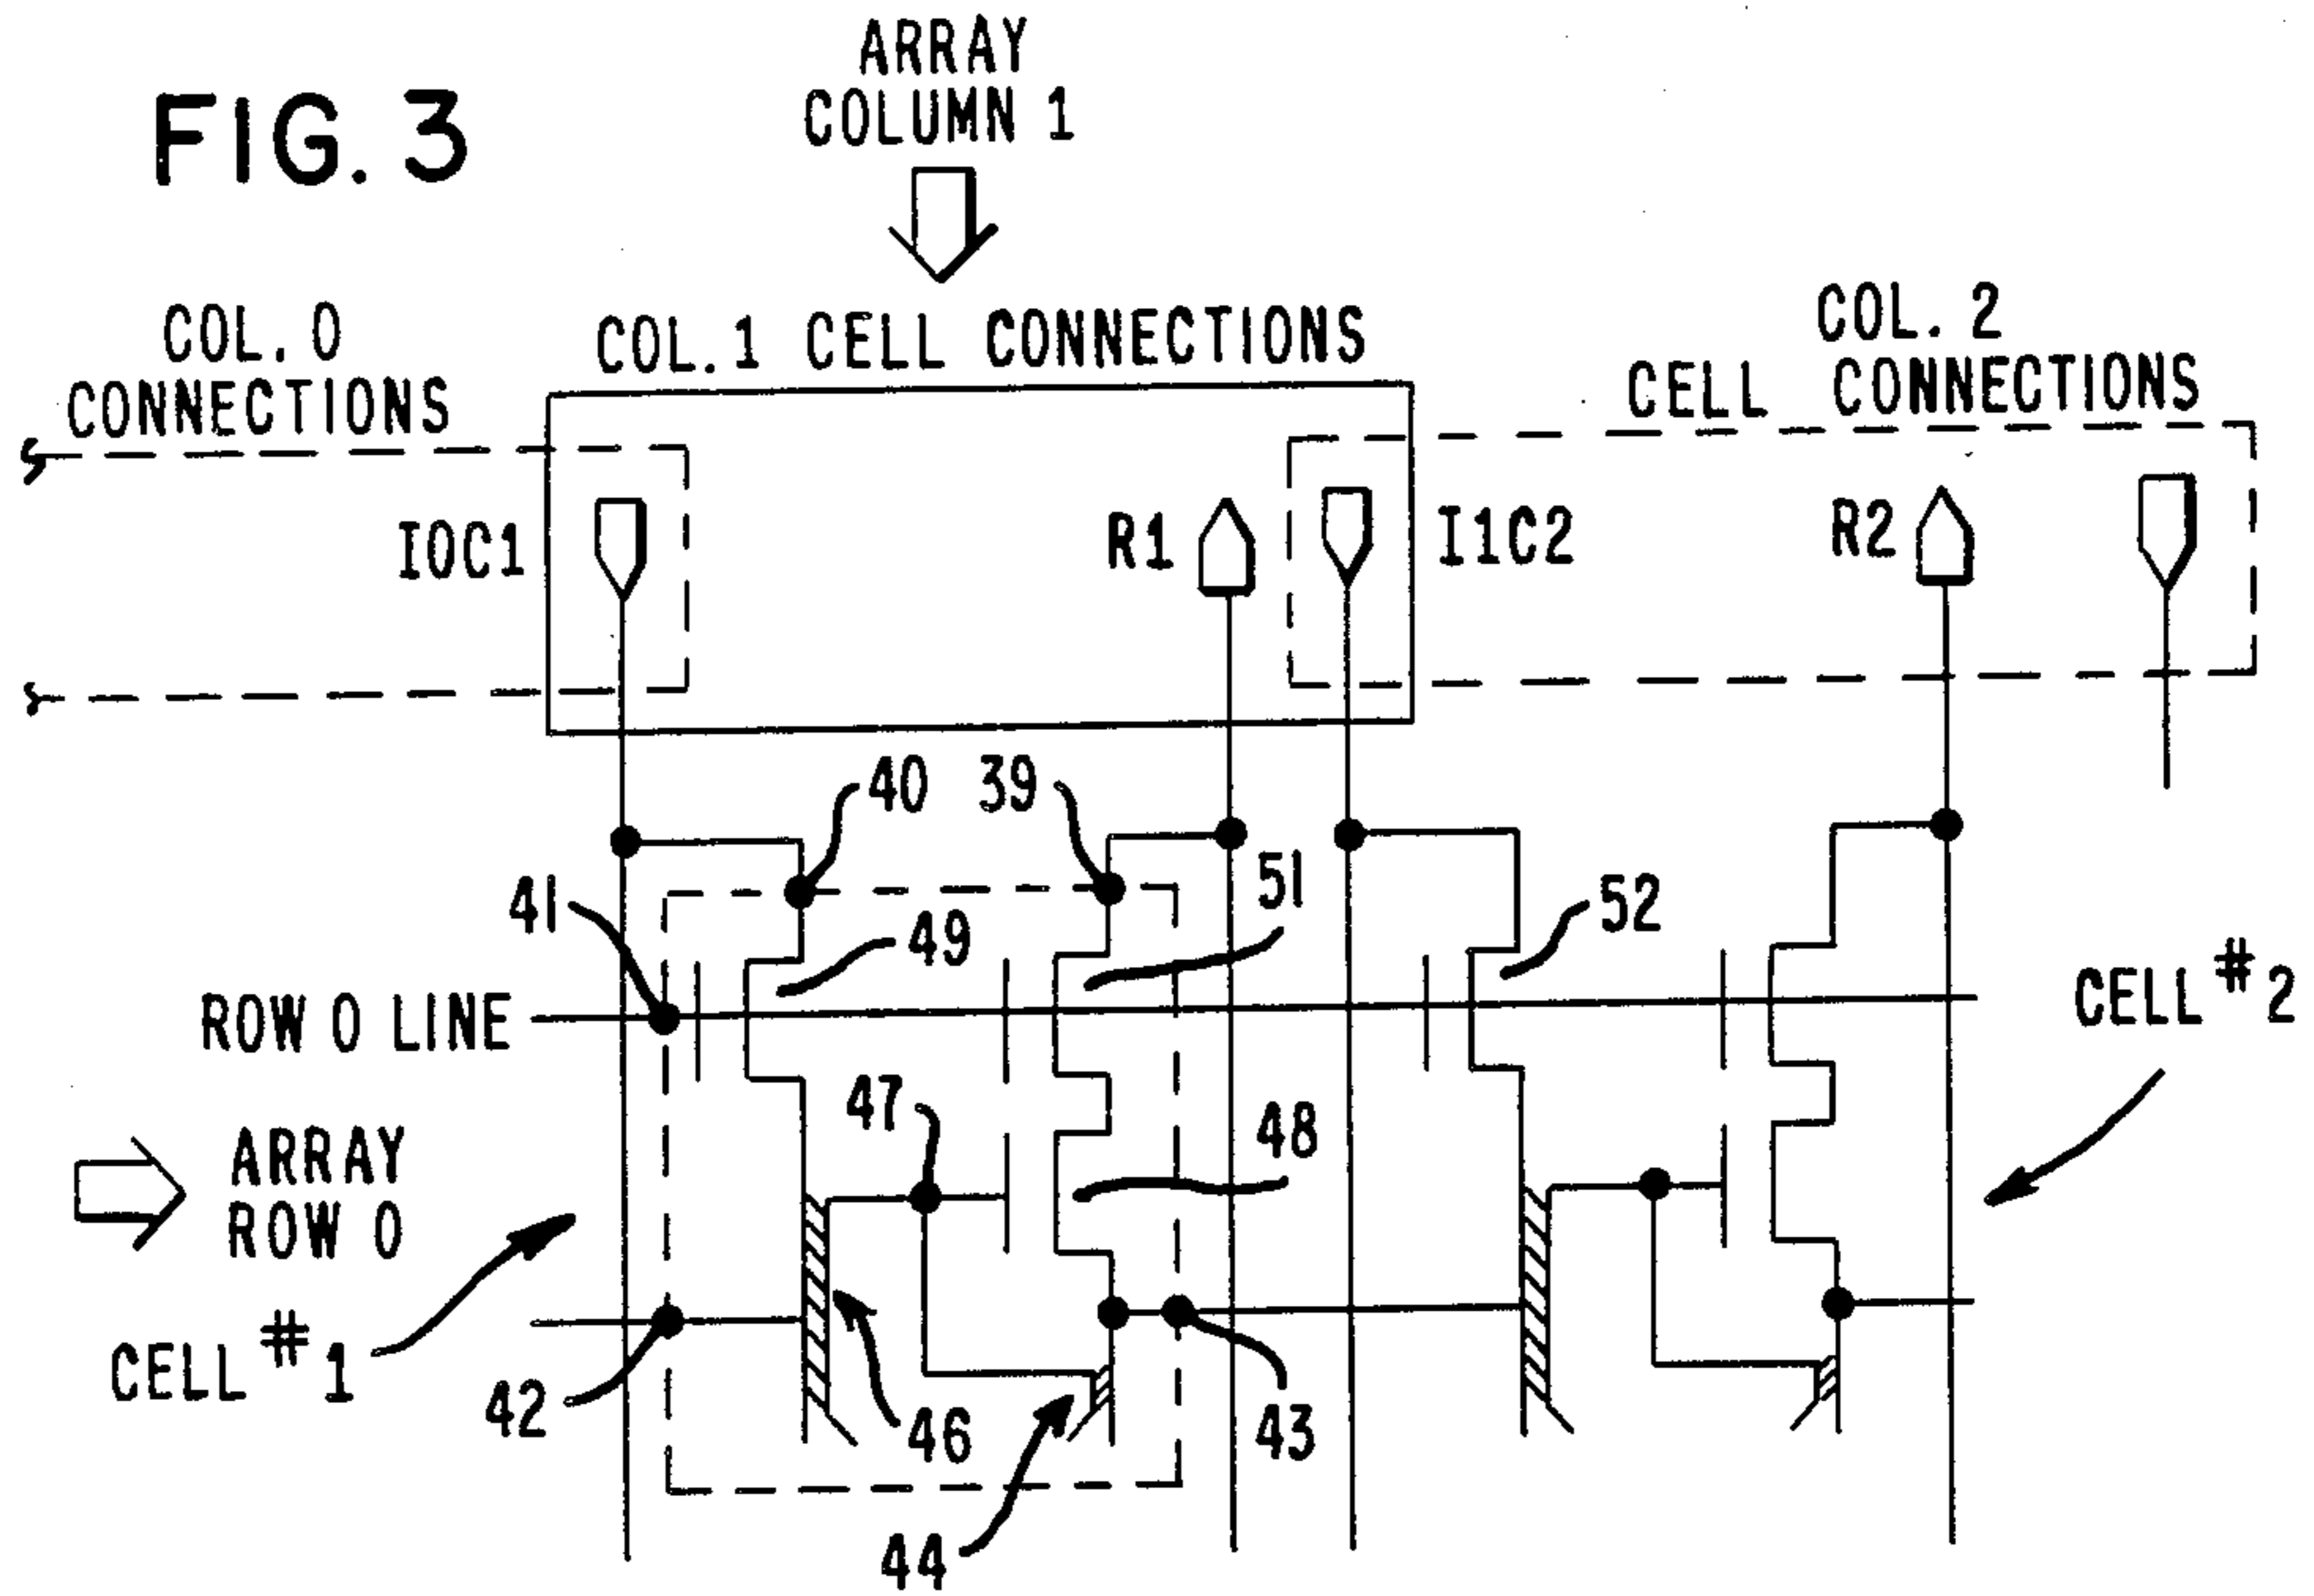 FIG. 3
ARRAY
COLUMN 1
COL. 0
CONNECTIONS
COL. 1 CELL CONNECTIONS
COL. 2
CELL CONNECTIONS
I0C1
R1
I1C2
R2
40
39
41
49
51
52
ROW 0 LINE
CELL #2
47
48
ARRAY
ROW 0
CELL #1
42
46
43
44